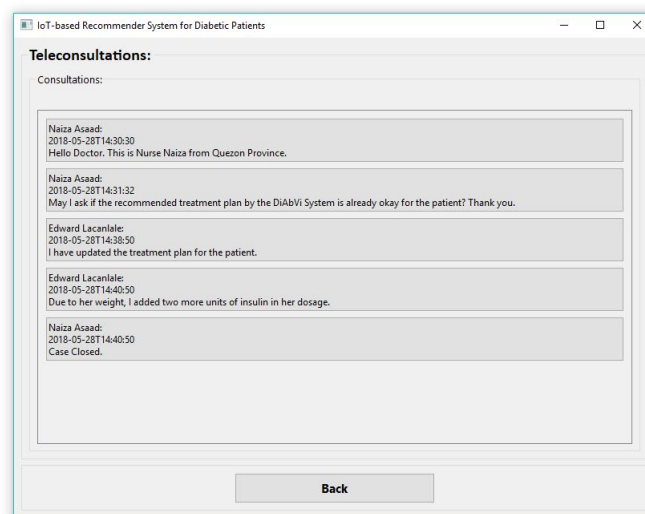 IoT-based Recommender System for Diabetic Patients
Teleconsultations:
Consultations:
Naiza Asaad:
2018-05-28T14:30:30
Hello Doctor. This is Nurse Naiza from Quezon Province.
Naiza Asaad:
2018-05-28T14:31:32
May I ask if the recommended treatment plan by the DiAbVi System is already okay for the patient? Thank you.
Edward Lacanlale:
2018-05-28T14:38:50
I have updated the treatment plan for the patient.
Edward Lacanlale:
2018-05-28T14:40:50
Due to her weight, I added two more units of insulin in her dosage.
Naiza Asaad:
2018-05-28T14:40:50
Case Closed.
Back